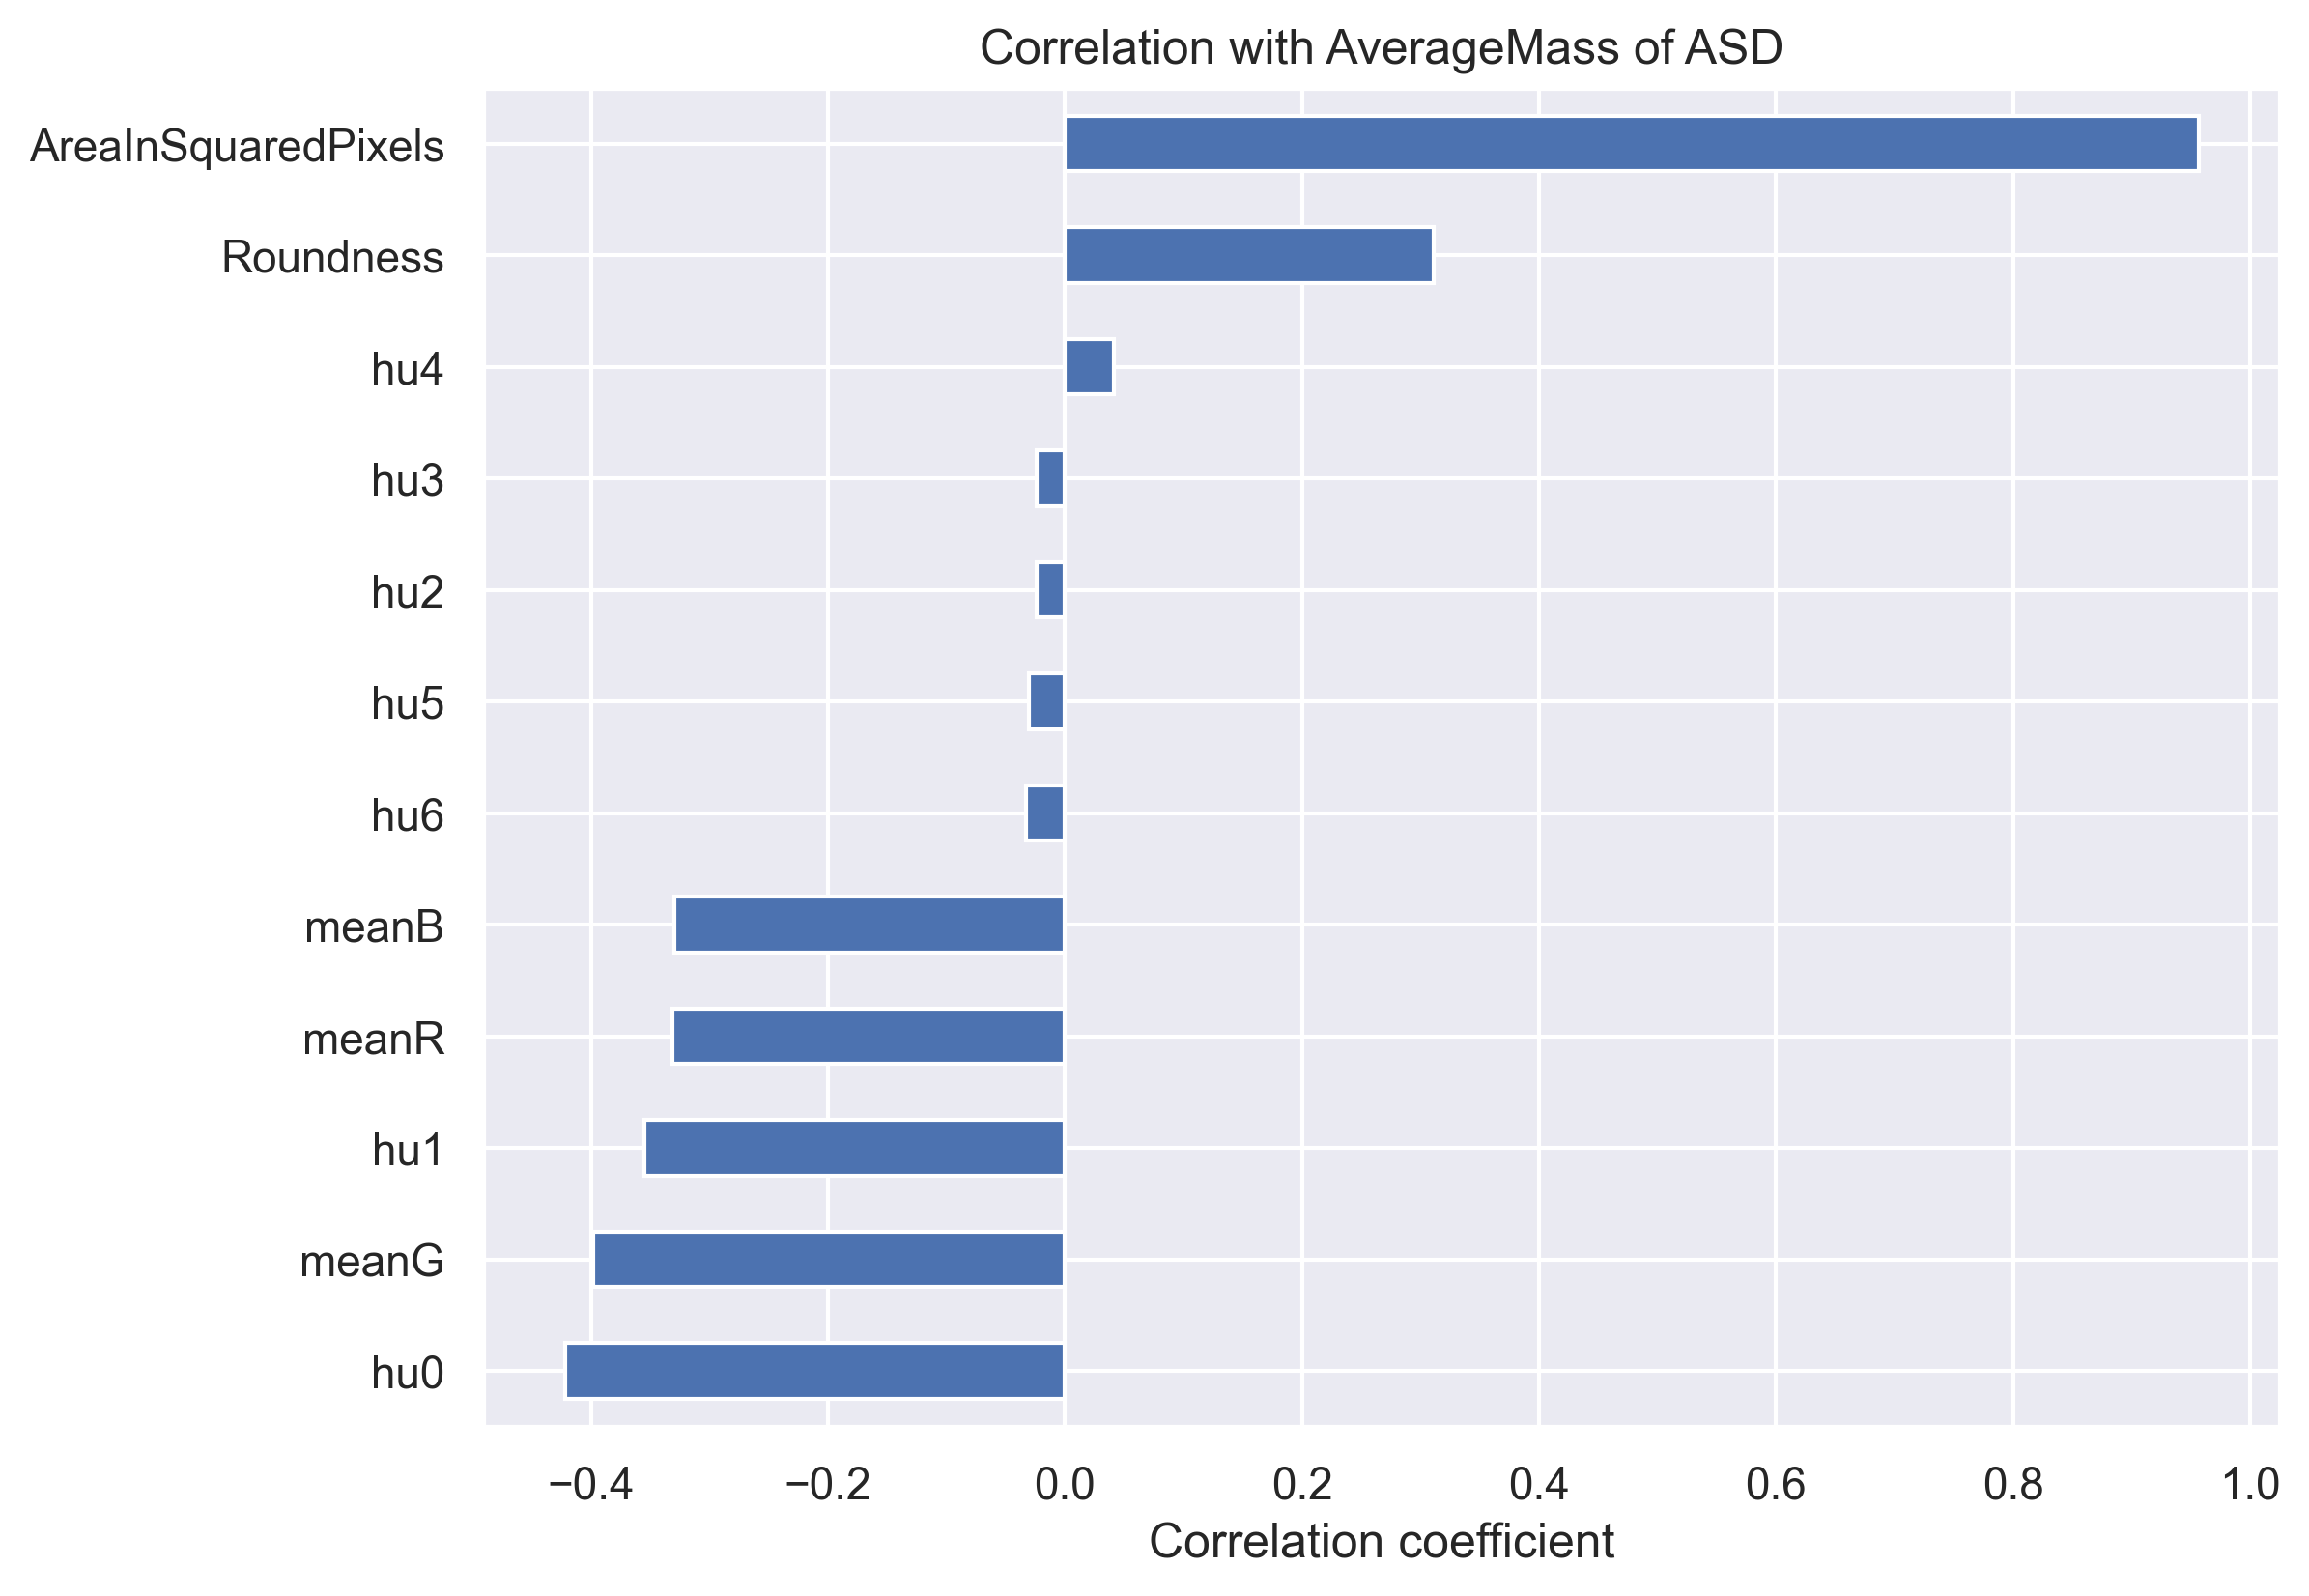 Correlation with AverageMass of ASD
AreaInSquaredPixels
Roundness
hu4
hu3
hu2
hu5
hu6
meanB
meanR
hu1
meanG
hu0
−0.4 −0.2 0.0 0.2 0.4 0.6 0.8 1.0
Correlation coefficient